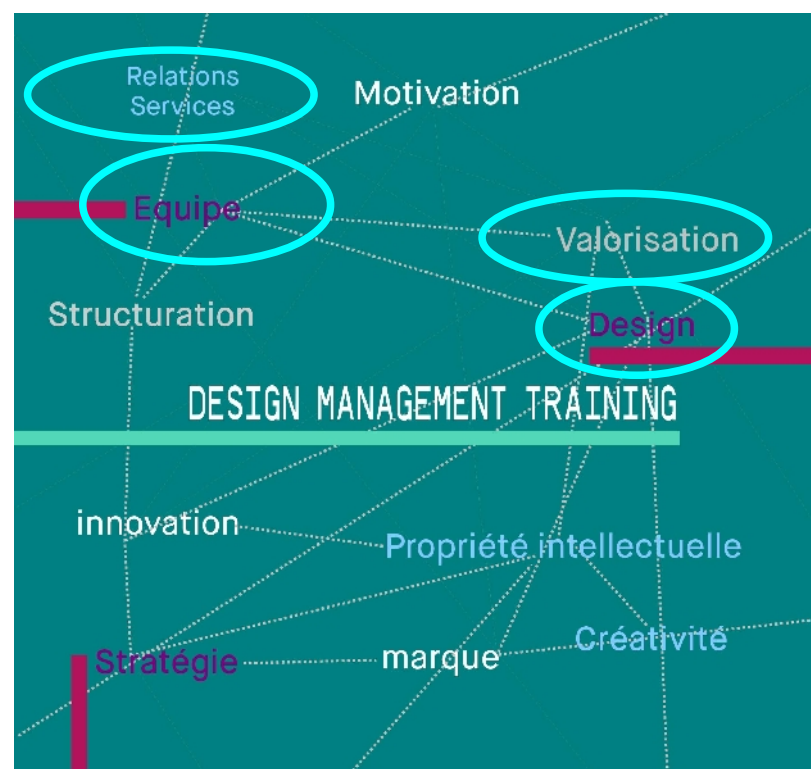 Relations
Services
Motivation
Equipe
Valorisation
Structuration
Design
DESIGN MANAGEMENT TRAINING
innovation
Propriété intellectuelle
Créativité
Stratégie
marque